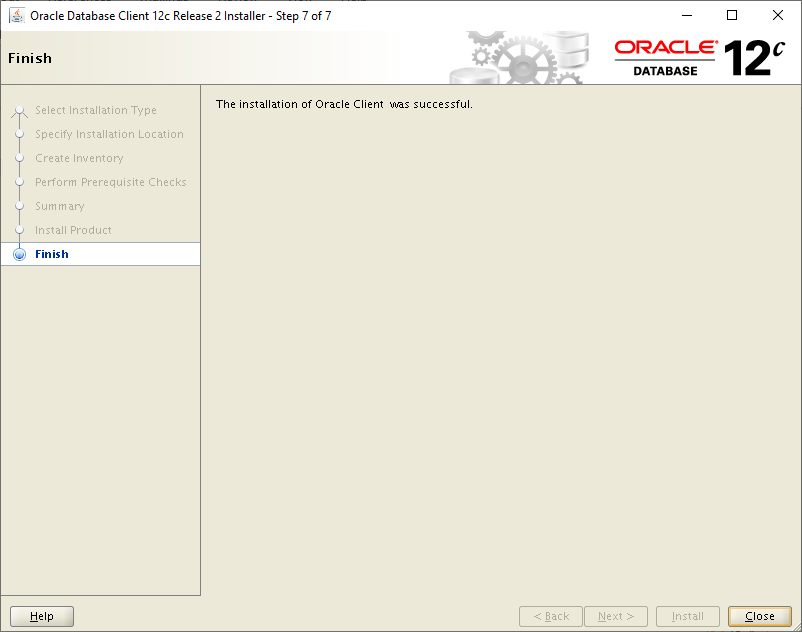 Oracle Database Client 12c Release 2 Installer - Step 7 of 7
Finish
ORACLE®
DATABASE
12c
Select Installation Type
Specify Installation Location
Create Inventory
Perform Prerequisite Checks
Summary
Install Product
Finish
The installation of Oracle Client  was successful.
Help
< Back
Next >
Install
Close